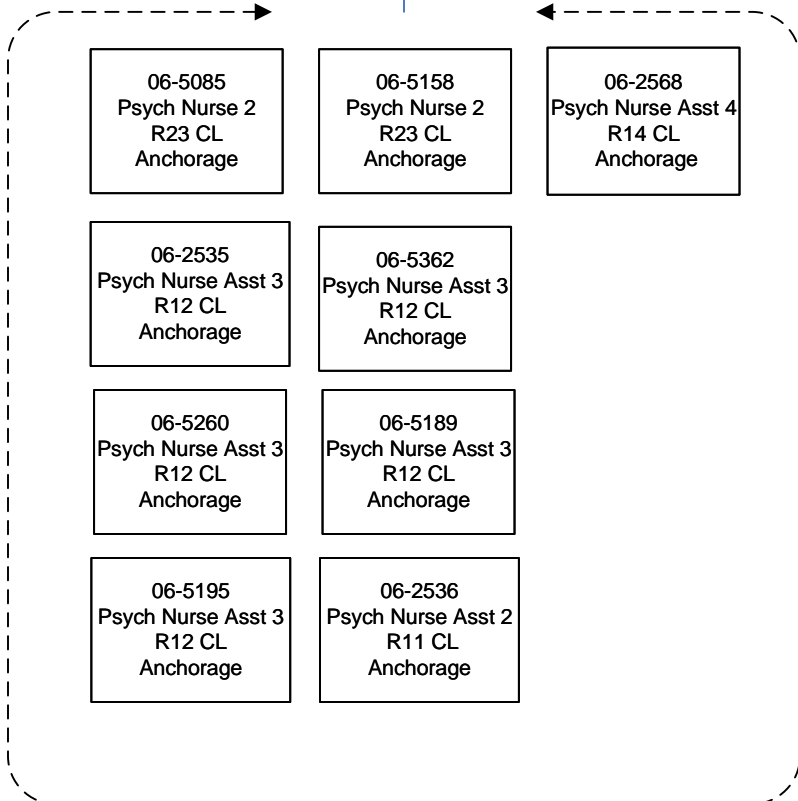 06-5085
Psych Nurse 2
R23 CL
Anchorage
06-5158
Psych Nurse 2
R23 CL
Anchorage
06-2568
Psych Nurse Asst 4
R14 CL
Anchorage
06-2535
Psych Nurse Asst 3
R12 CL
Anchorage
06-5362
Psych Nurse Asst 3
R12 CL
Anchorage
06-5260
Psych Nurse Asst 3
R12 CL
Anchorage
06-5189
Psych Nurse Asst 3
R12 CL
Anchorage
06-5195
Psych Nurse Asst 3
R12 CL
Anchorage
06-2536
Psych Nurse Asst 2
R11 CL
Anchorage